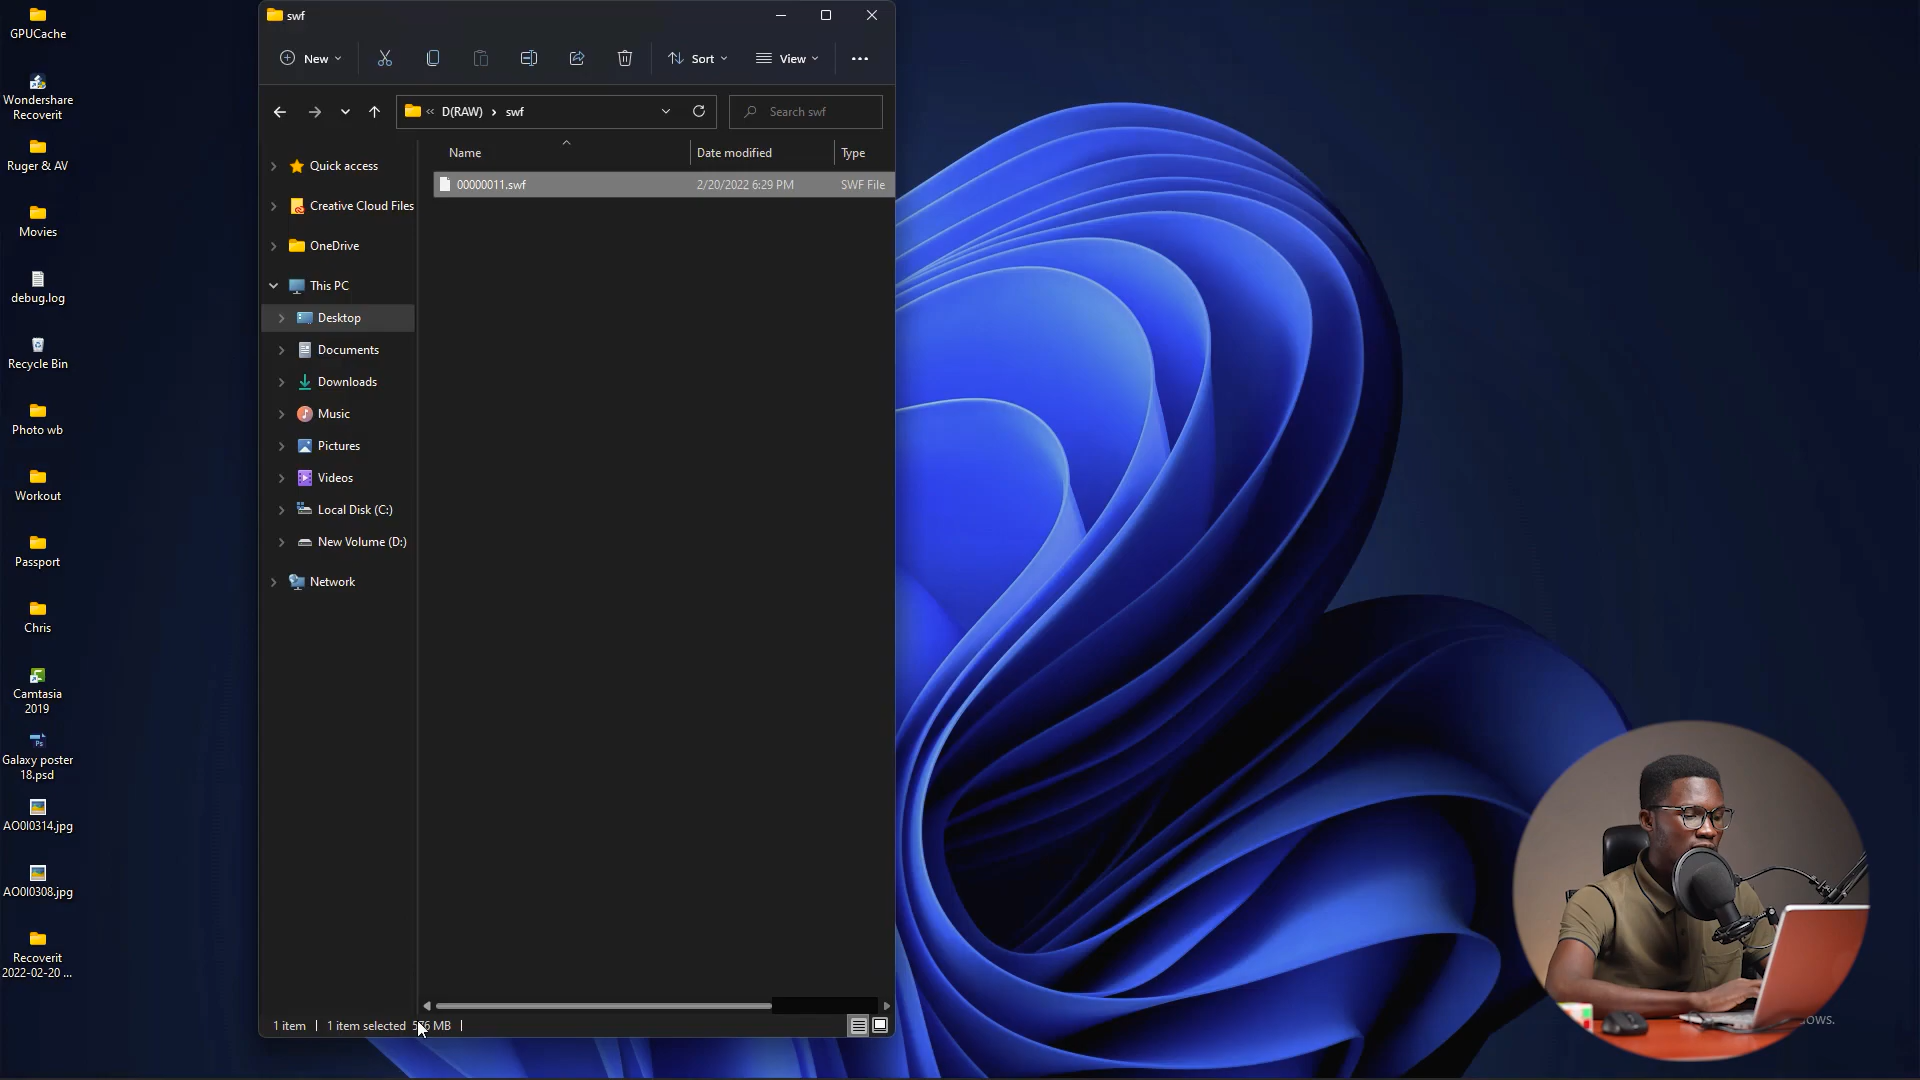 GPUCache
Wondershare
Recoverit
Ruger & AV
Movies
debug.log
Recycle Bin
Photo wb
Workout
Passport
Chris
Camtasia
2019
Galaxy poster
18.psd
AO0I0314.jpg
AO0I0308.jpg
Recoverit
2022-02-20 ...
swf
New
Sort
View
D(RAW) › swf
Search swf
Quick access
Creative Cloud Files
OneDrive
This PC
Desktop
Documents
Downloads
Music
Pictures
Videos
Local Disk (C:)
New Volume (D:)
Network
Name Date modified Type
00000011.swf 2/20/2022 6:29 PM SWF File
1 item 1 item selected MB
ows.